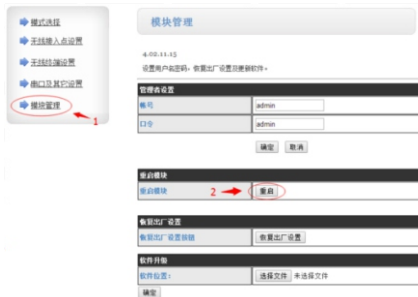 模式选择
无线接入点设置
无线终端设置
串口及其它设置
模块管理
1
模块管理
4.02.11.15
设置用户名密码,恢复出厂设置及更新软件。
管理者设置
帐号 admin
口令 admin
确定 取消
重启模块
重启模块 2 重启
恢复出厂设置
恢复出厂设置按钮 恢复出厂设置
软件升级
软件位置: 选择文件 未选择文件
确定